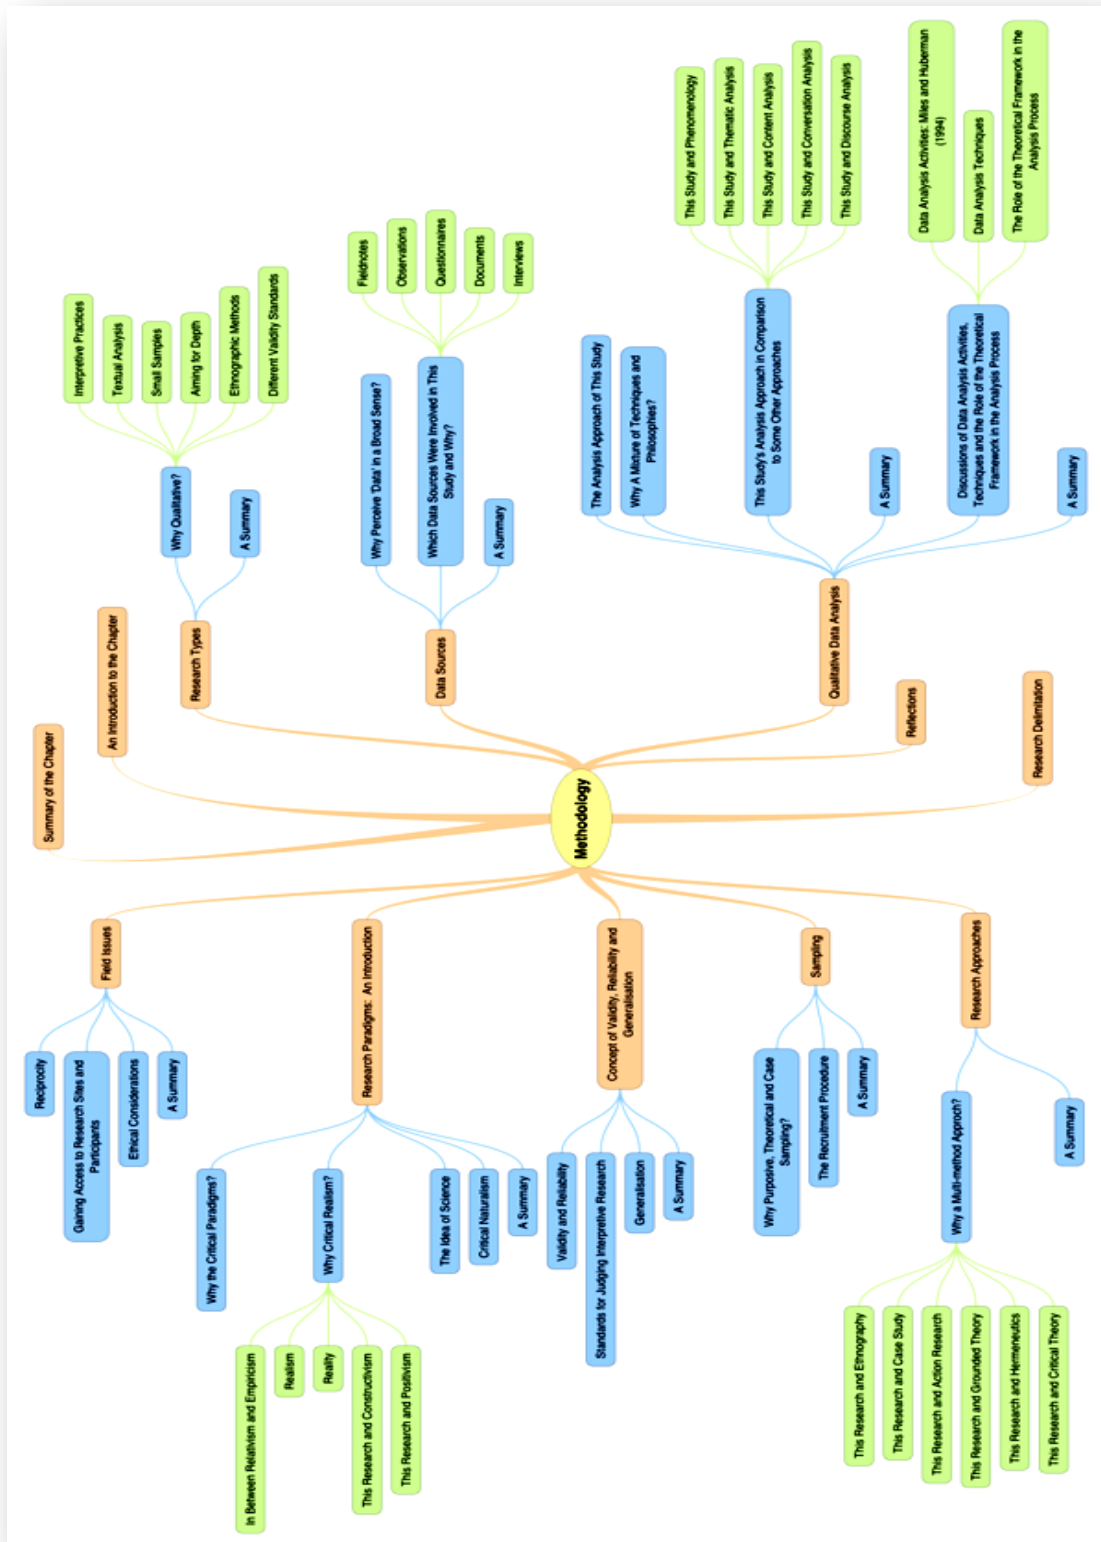 Methodology
Summary of the Chapter
An Introduction to the Chapter
Research Types
Why Qualitative?
Interpretive Practices
Textual Analysis
Small Samples
Aiming for Depth
Ethnographic Methods
Different Validity Standards
A Summary
Data Sources
Why Perceive 'Data' in a Broad Sense?
Which Data Sources Were Involved in This
Study and Why?
Fieldnotes
Observations
Questionnaires
Documents
Interviews
A Summary
Qualitative Data Analysis
The Analysis Approach of This Study
Why A Mixture of Techniques and
Philosophies?
This Study's Analysis Approach in Comparison
to Some Other Approaches
This Study and Phenomenology
This Study and Thematic Analysis
This Study and Content Analysis
This Study and Conversation Analysis
This Study and Discourse Analysis
A Summary
Discussions of Data Analysis Activities,
Techniques and the Role of the Theoretical
Framework in the Analysis Process
Data Analysis Activities: Miles and Huberman
(1994)
Data Analysis Techniques
The Role of the Theoretical Framework in the
Analysis Process
A Summary
Reflections
Research Delimitation
Field Issues
Reciprocity
Gaining Access to Research Sites and
Participants
Ethical Considerations
A Summary
Research Paradigms: An Introduction
Why the Critical Paradigms?
Why Critical Realism?
In Between Relativism and Empiricism
Realism
Reality
This Research and Constructivism
This Research and Positivism
The Idea of Science
Critical Naturalism
A Summary
Concept of Validity, Reliability and
Generalisation
Validity and Reliability
Standards for Judging Interpretive Research
Generalisation
A Summary
Sampling
Why Purposive, Theoretical and Case
Sampling?
The Recruitment Procedure
A Summary
Research Approaches
Why a Multi-method Approch?
This Research and Ethnography
This Research and Case Study
This Research and Action Research
This Research and Grounded Theory
This Research and Hermeneutics
This Research and Critical Theory
A Summary